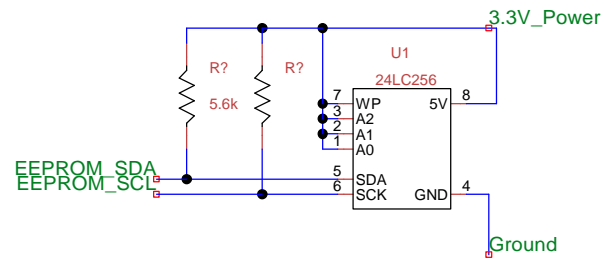 3.3V_Power
U1
R?
R?
24LC256
5.6k
7
WP
5V
8
3
A2
2
A1
1
A0
EEPROM_SDA
5
SDA
EEPROM_SCL
6
SCK
GND
4
Ground